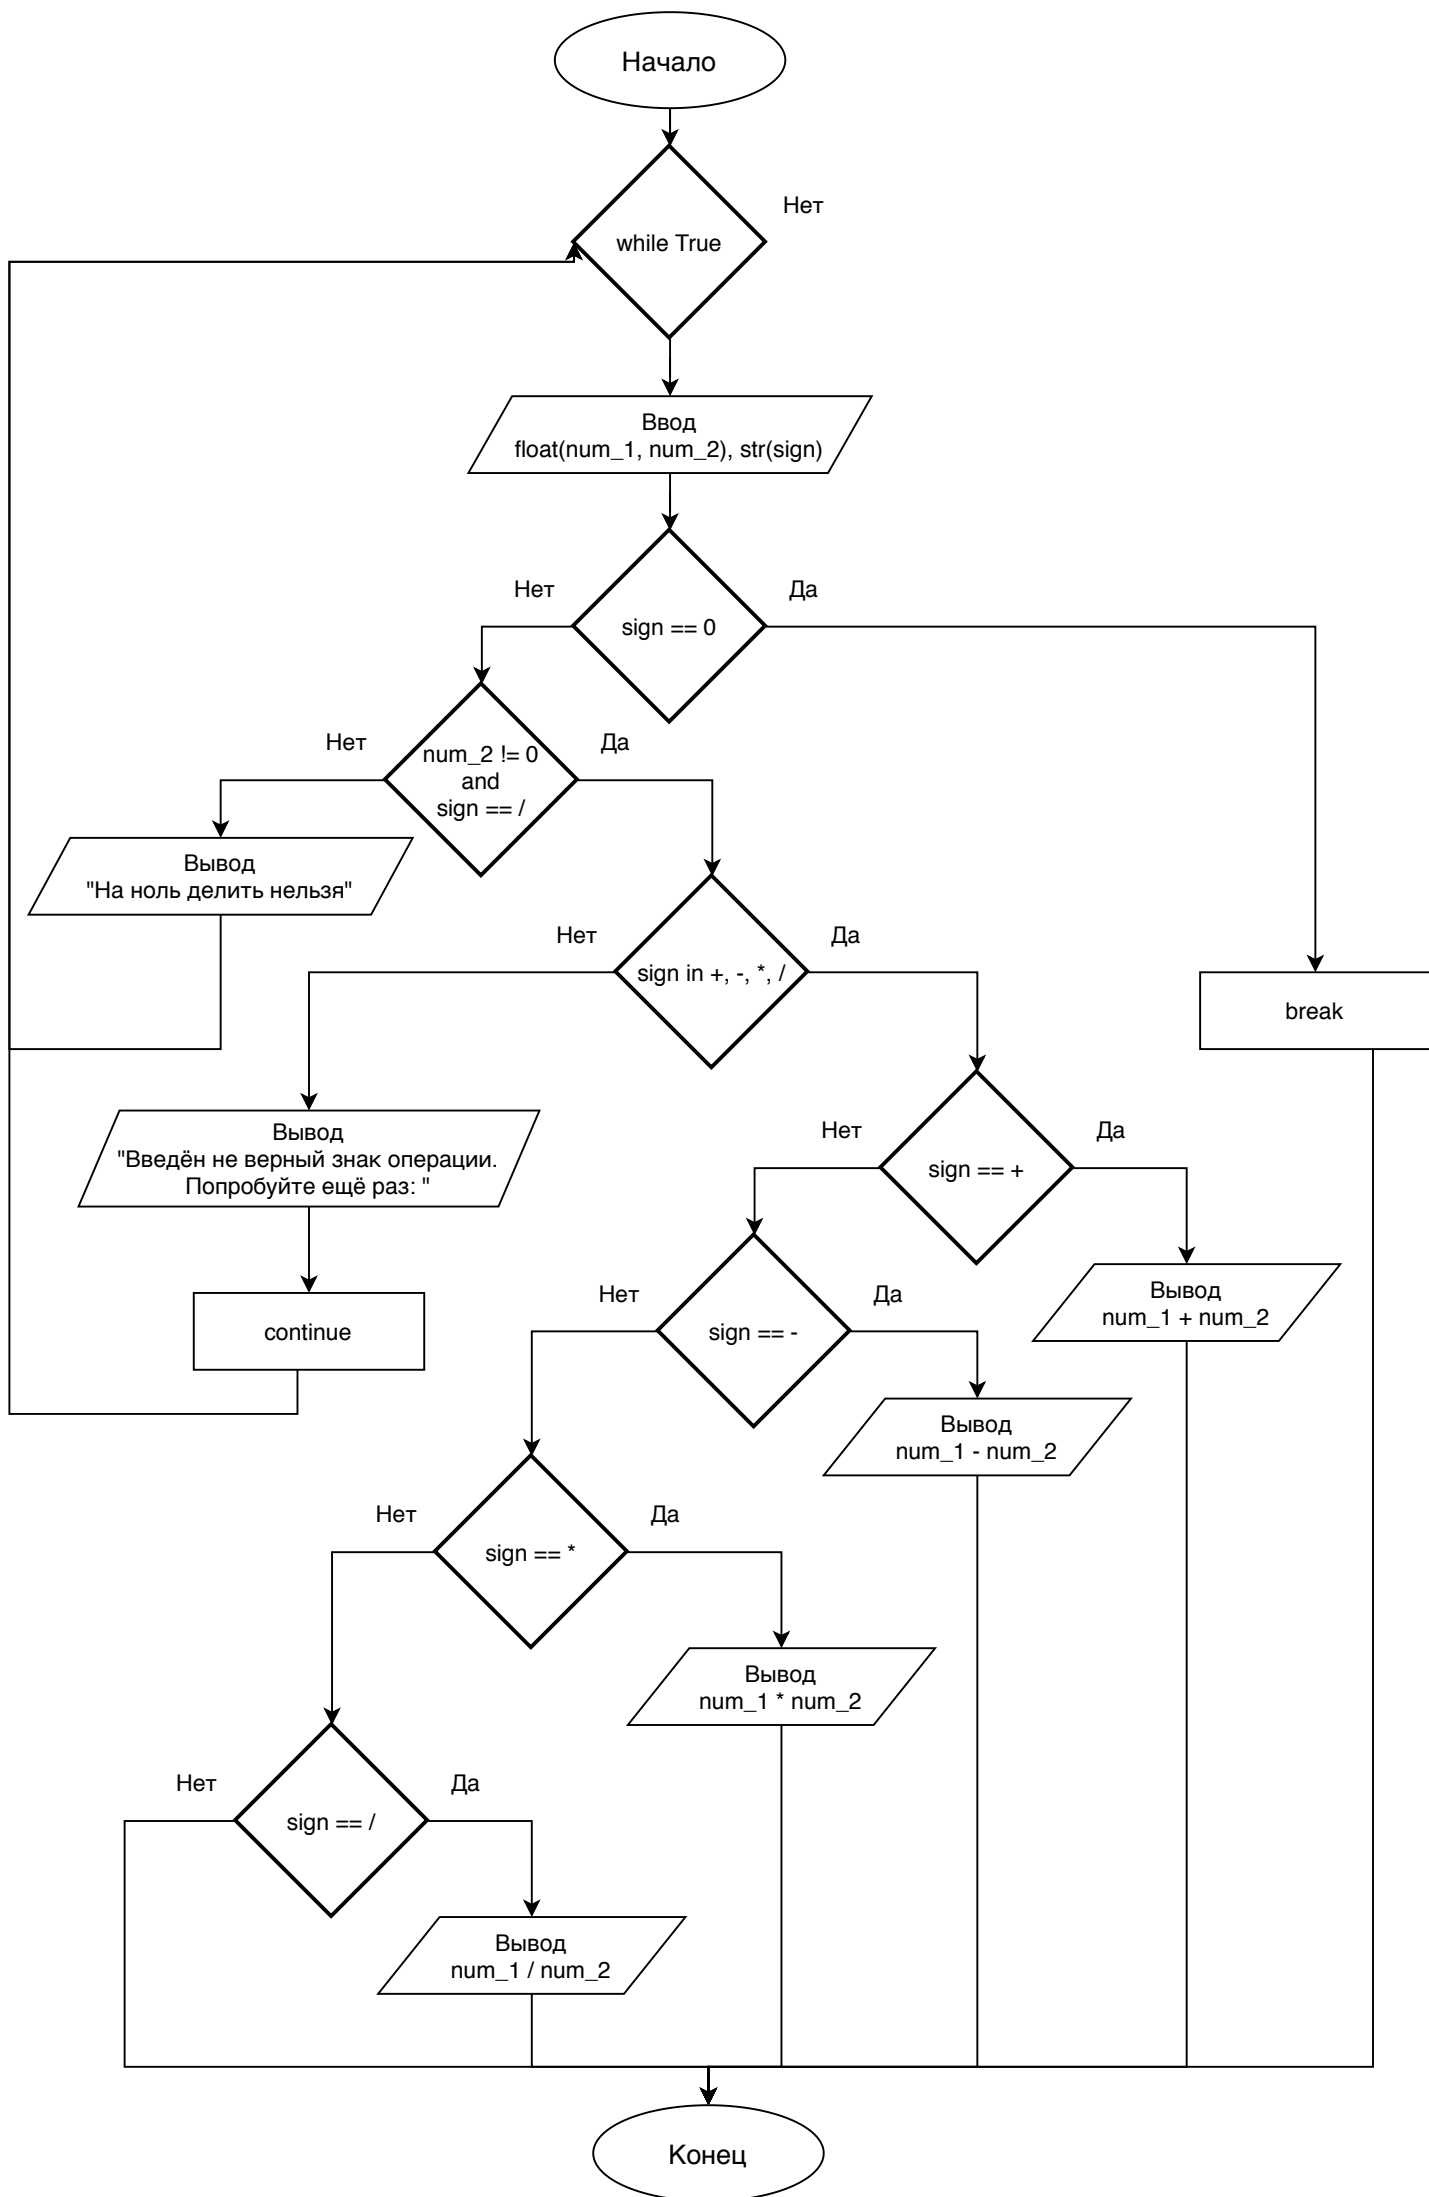 Начало
Нет
while True
Ввод
float(num_1, num_2), str(sign)
Нет
Да
sign == 0
Нет
Да
num_2 != 0
and
sign == /
Вывод
"На ноль делить нельзя"
Нет
Да
sign in +, -, *, /
break
Вывод
"Введён не верный знак операции.
Попробуйте ещё раз: "
Нет
Да
sign == +
continue
Нет
Да
sign == -
Вывод
num_1 + num_2
Вывод
num_1 - num_2
Нет
Да
sign == *
Вывод
num_1 * num_2
Нет
Да
sign == /
Вывод
num_1 / num_2
Конец